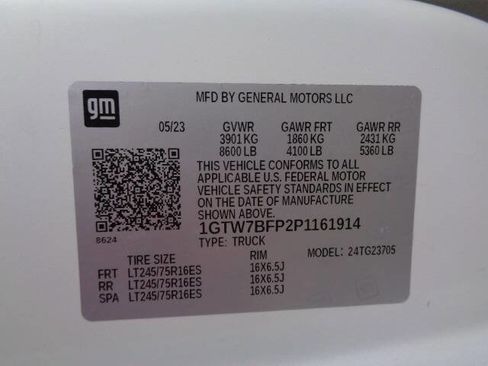 gm
MFD BY GENERAL MOTORS LLC
05/23 GVWR GAWR FRT GAWR RR
3901 KG 1860 KG 2431 KG
8600 LB 4100 LB 5360 LB
THIS VEHICLE CONFORMS TO ALL
APPLICABLE U.S. FEDERAL MOTOR
VEHICLE SAFETY STANDARDS IN EFFECT
ON THE DATE OF MANUFACTURE
SHOWN ABOVE.
1GTW7BFP2P1161914
8624
TYPE: TRUCK MODEL: 24TG23705
TIRE SIZE RIM
FRT LT245/75R16ES 16X6.5J
RR LT245/75R16ES 16X6.5J
SPA LT245/75R16ES 16X6.5J